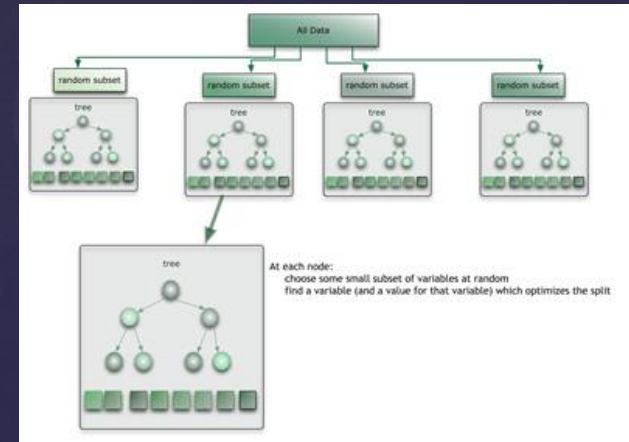 All Data
random subset
random subset
random subset
random subset
tree
tree
tree
tree
tree
At each node:
choose some small subset of variables at random
find a variable (and a value for that variable) which optimizes the split